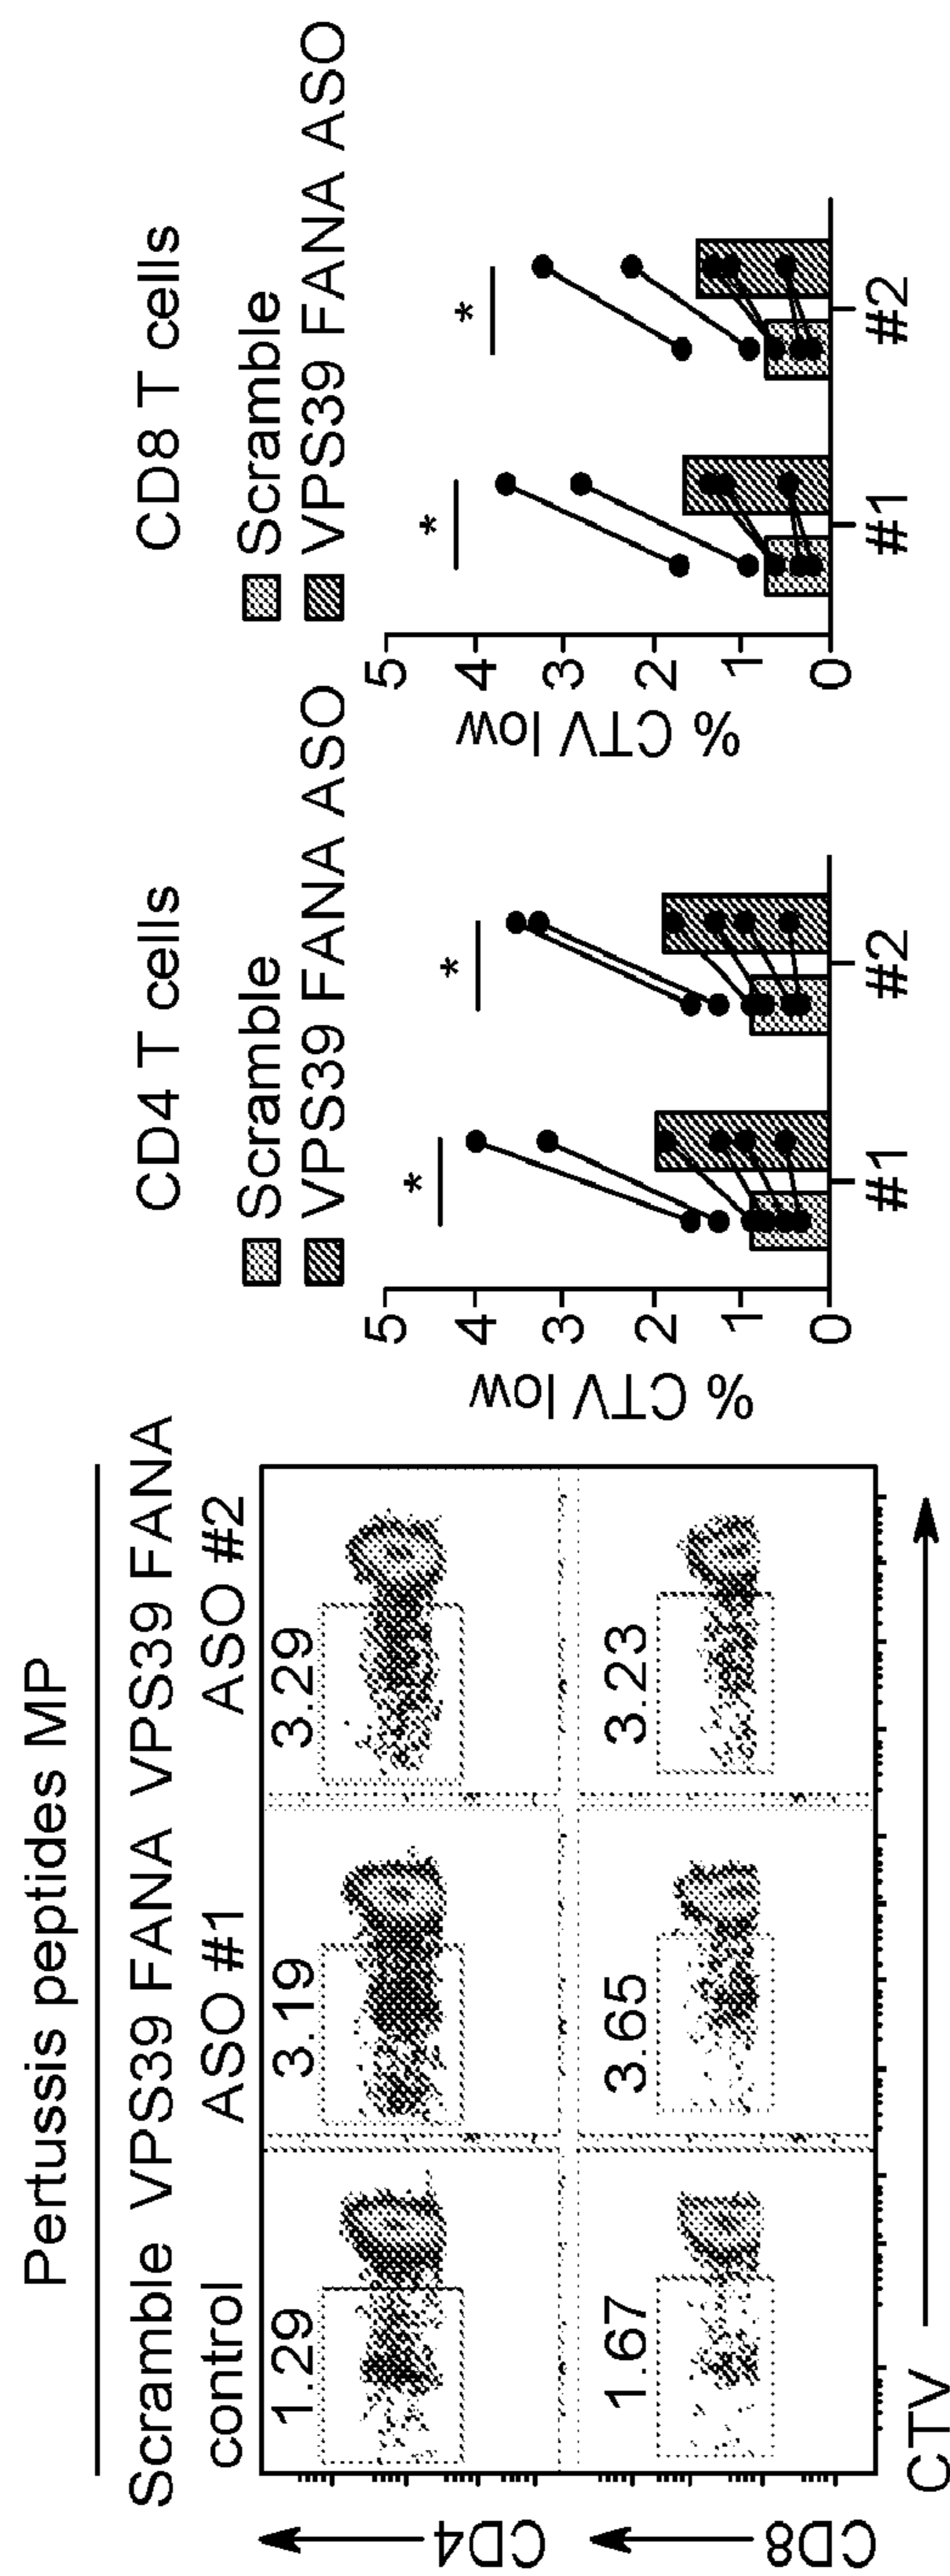 Pertussis peptides MP
Scramble control
VPS39 FANA ASO #1
VPS39 FANA ASO #2
CD4
1.29
3.19
3.29
CD8
1.67
3.65
3.23
CTV
CD4 T cells
Scramble
VPS39 FANA ASO
% CTV low
5
4
3
2
1
0
*
*
#1
#2
CD8 T cells
Scramble
VPS39 FANA ASO
% CTV low
5
4
3
2
1
0
*
*
#1
#2